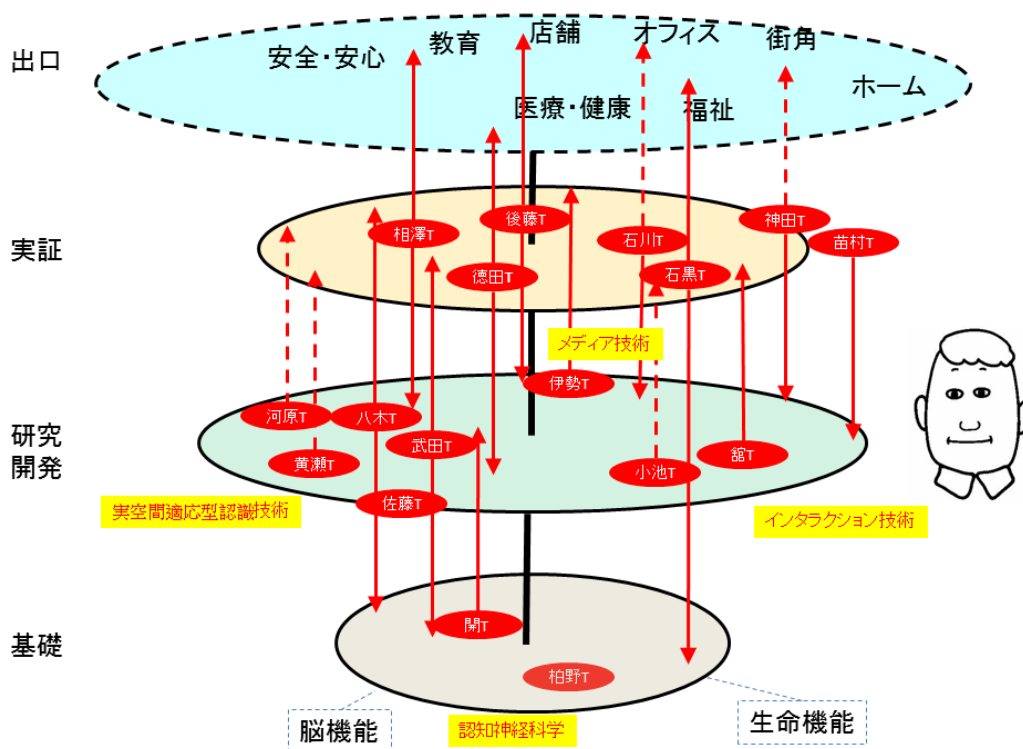 出口
安全・安心
教育
店舗
オフィス
街角
ホーム
医療・健康
福祉
実証
相澤T
後藤T
徳田T
石川T
石黒T
神田T
苗村T
メディア技術
研究
開発
河原T
八木T
伊勢T
武田T
黄瀬T
小池T
舘T
佐藤T
実空間適応型認識技術
インタラクション技術
基礎
開T
柏野T
脳機能
認知神経科学
生命機能